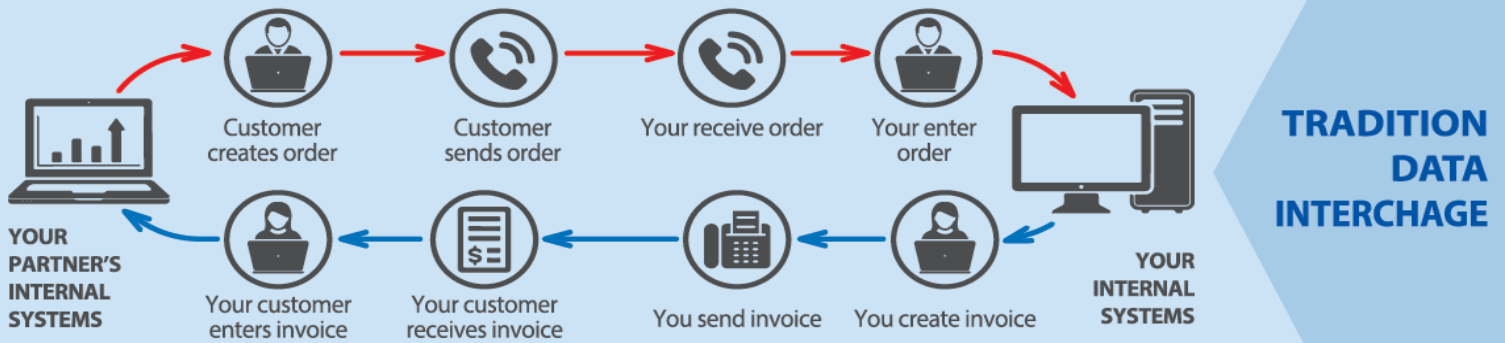 Customer
creates order
Customer
sends order
Your receive order
Your enter
order
YOUR
PARTNER'S
INTERNAL
SYSTEMS
Your customer
enters invoice
$
Your customer
receives invoice
You send invoice
You create invoice
YOUR
INTERNAL
SYSTEMS
TRADITION
DATA
INTERCHAGE